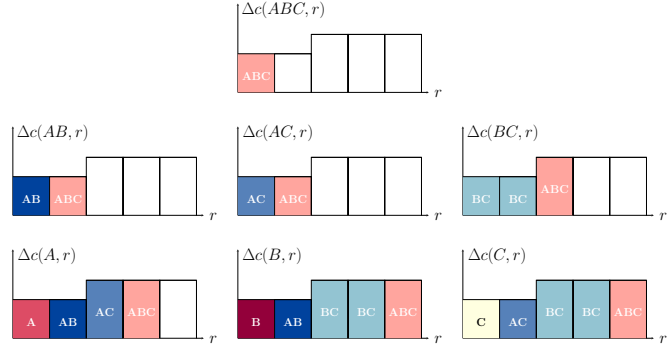 Δc(ABC, r)
ABC
r
Δc(AB, r) Δc(AC, r) Δc(BC, r)
AB ABC r AC ABC r BC BC ABC r
Δc(A, r) Δc(B, r) Δc(C, r)
A AB AC ABC r B AB BC BC ABC r C AC BC BC ABC r